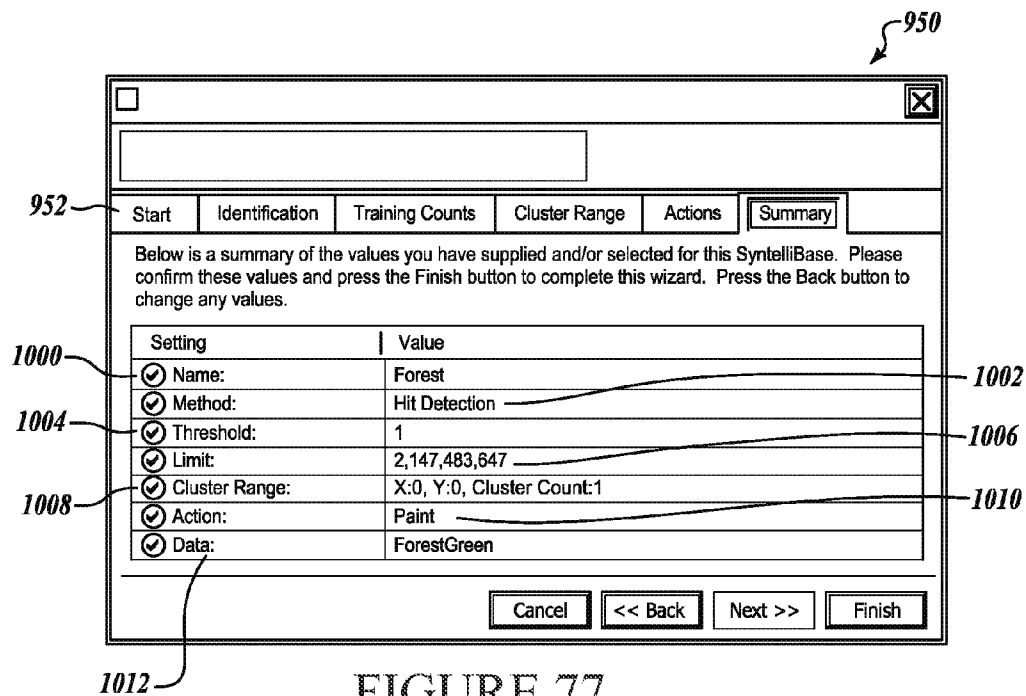 950
952
Start Identification Training Counts Cluster Range Actions Summary
Below is a summary of the values you have supplied and/or selected for this SyntelliBase. Please
confirm these values and press the Finish button to complete this wizard. Press the Back button to
change any values.
Setting Value
1000 Name: Forest
Method: Hit Detection 1002
1004 Threshold: 1
Limit: 2,147,483,647 1006
1008 Cluster Range: X:0, Y:0, Cluster Count:1
Action: Paint 1010
Data: ForestGreen
Cancel << Back Next >> Finish
1012
FIGURE 77